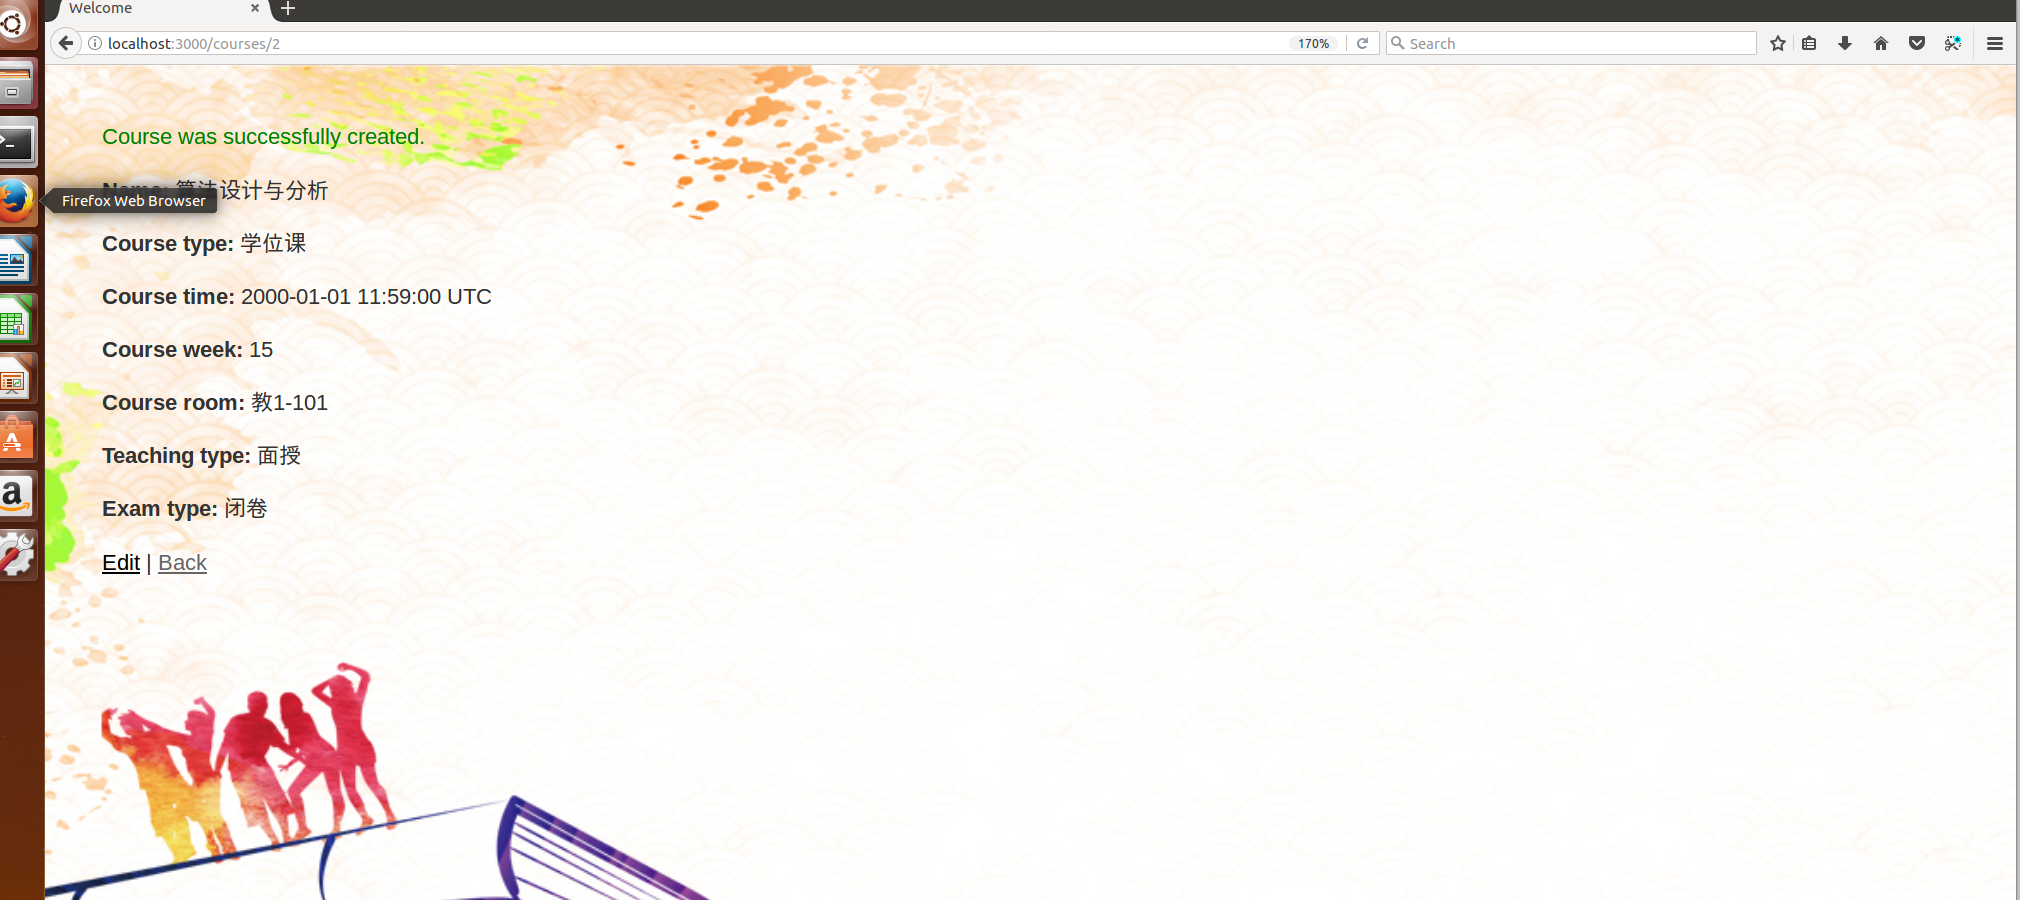 Welcome
localhost:3000/courses/2
170%
Search
Course was successfully created.
Name: 算法设计与分析
Firefox Web Browser
Course type: 学位课
Course time: 2000-01-01 11:59:00 UTC
Course week: 15
Course room: 教1-101
Teaching type: 面授
Exam type: 闭卷
Edit | Back